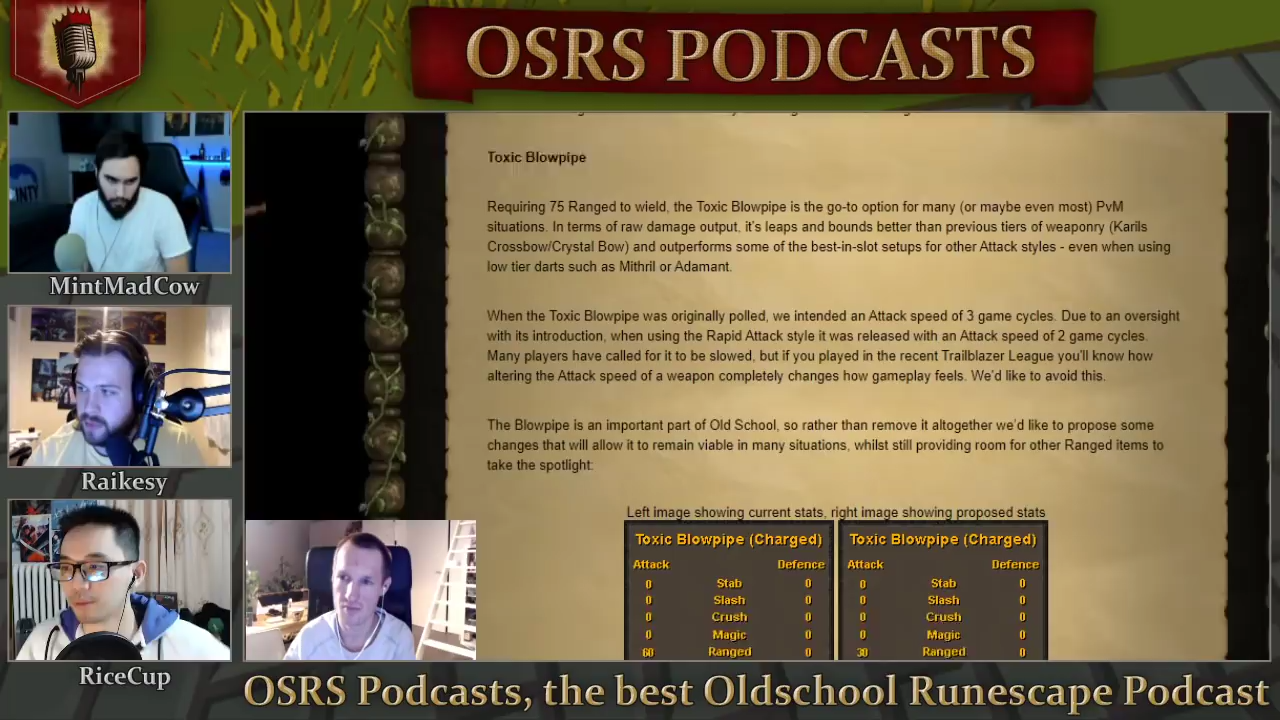 OSRS PODCASTS
MintMadCow
Raikesy
RiceCup
Toxic Blowpipe
Requiring 75 Ranged to wield, the Toxic Blowpipe is the go-to option for many (or maybe even most) PvM
situations. In terms of raw damage output, it's leaps and bounds better than previous tiers of weaponry (Karils
Crossbow/Crystal Bow) and outperforms some of the best-in-slot setups for other Attack styles - even when using
low tier darts such as Mithril or Adamant.
When the Toxic Blowpipe was originally polled, we intended an Attack speed of 3 game cycles. Due to an oversight
with its introduction, when using the Rapid Attack style it was released with an Attack speed of 2 game cycles.
Many players have called for it to be slowed, but if you played in the recent Trailblazer League you'll know how
altering the Attack speed of a weapon completely changes how gameplay feels. We'd like to avoid this.
The Blowpipe is an important part of Old School, so rather than remove it altogether we'd like to propose some
changes that will allow it to remain viable in many situations, whilst still providing room for other Ranged items to
take the spotlight:
Left image showing current stats, right image showing proposed stats
Toxic Blowpipe (Charged)
Attack Defence
0 Stab 0
0 Slash 0
0 Crush 0
0 Magic 0
60 Ranged 0
Toxic Blowpipe (Charged)
Attack Defence
0 Stab 0
0 Slash 0
0 Crush 0
0 Magic 0
30 Ranged 0
OSRS Podcasts, the best Oldschool Runescape Podcast